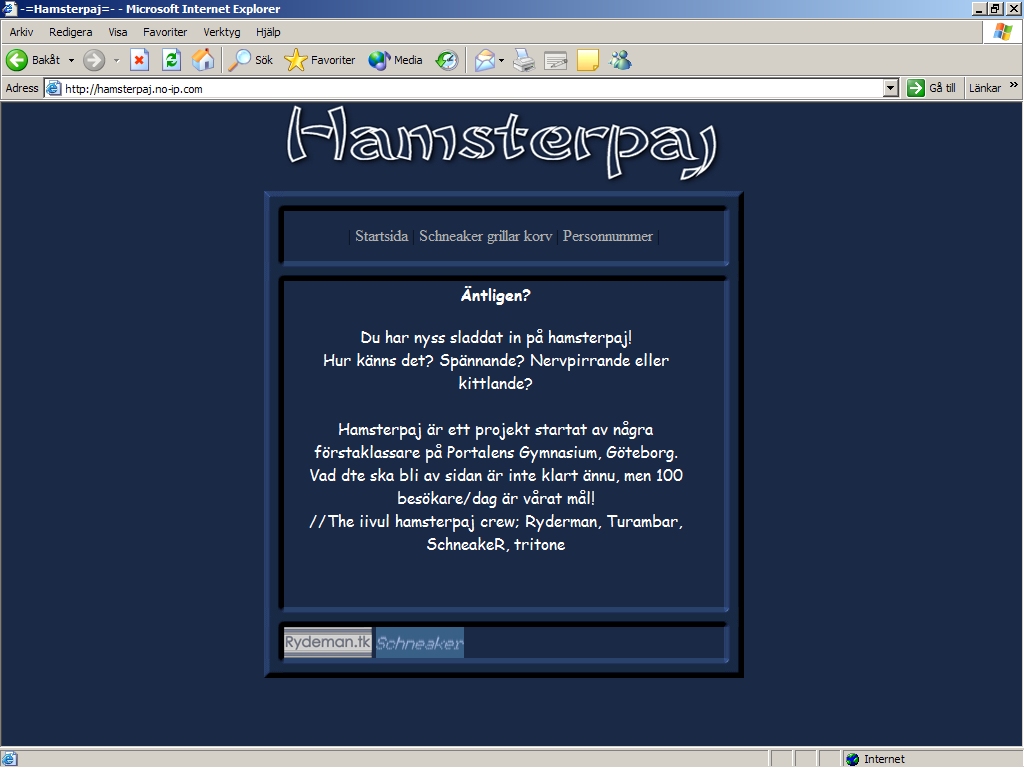 -=Hamsterpaj=- - Microsoft Internet Explorer
Arkiv Redigera Visa Favoriter Verktyg Hjälp
Bakåt Sök Favoriter Media
Adress http://hamsterpaj.no-ip.com Gå till Länkar »
Hamsterpaj
| Startsida | Schneaker grillar korv | Personnummer |
Äntligen?
Du har nyss sladdat in på hamsterpaj!
Hur känns det? Spännande? Nervpirrande eller
kittlande?
Hamsterpaj är ett projekt startat av några
förstaklassare på Portalens Gymnasium, Göteborg.
Vad dte ska bli av sidan är inte klart ännu, men 100
besökare/dag är vårat mål!
//The iivul hamsterpaj crew; Ryderman, Turambar,
SchneakeR, tritone
Rydeman.tk Schneaker
Internet